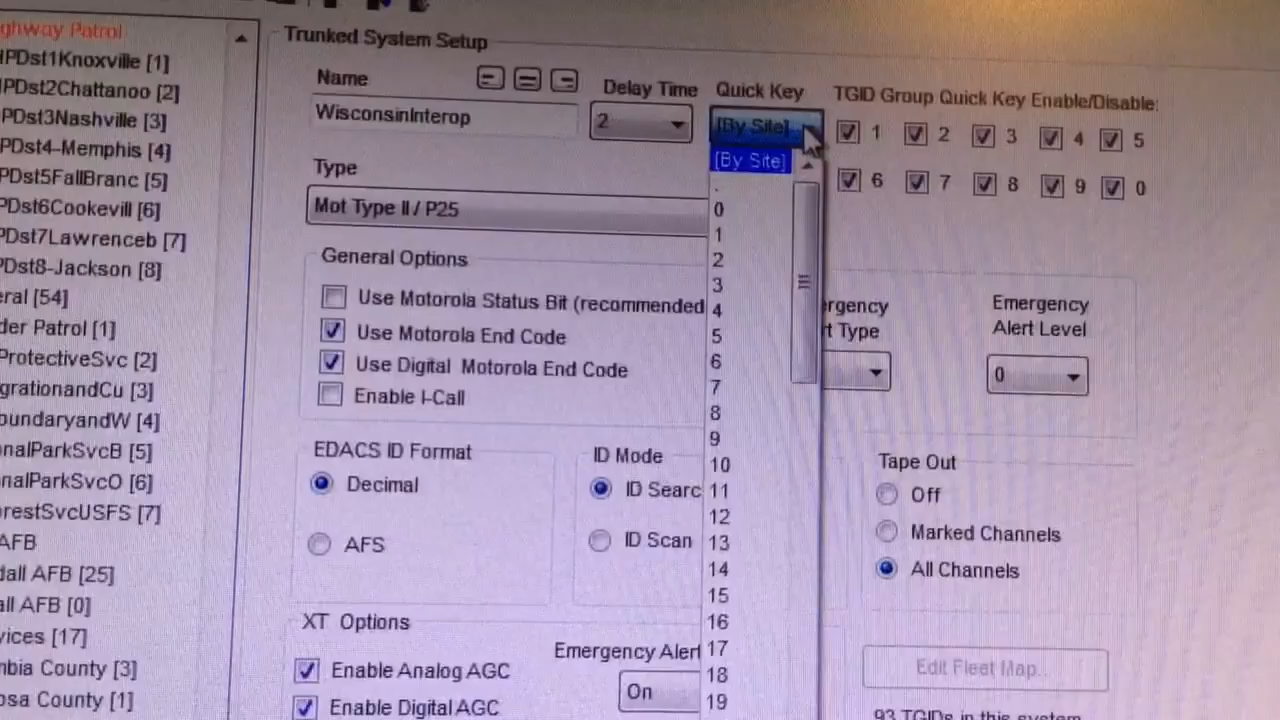 ghway Patrol
PDst1Knoxville [1]
PDst2Chattanoo [2]
PDst3Nashville [3]
PDst4-Memphis [4]
PDst5FallBranc [5]
PDst6Cookevill [6]
PDst7Lawrenceb [7]
PDst8-Jackson [8]
eral [54]
der Patrol [1]
ProtectiveSvc [2]
igrationandCu [3]
oundaryandW [4]
onalParkSvcB [5]
onalParkSvcO [6]
orestSvcUSFS [7]
AFB
dall AFB [25]
all AFB [0]
vices [17]
mbia County [3]
osa County [1]
Trunked System Setup
Name
Delay Time
Quick Key
TGID Group Quick Key Enable/Disable:
WisconsinInterop
2
[By Site]
1 2 3 4 5
6 7 8 9 0
[By Site]
.
0
1
2
3
4
5
6
7
8
9
10
11
12
13
14
15
16
17
18
19
Type
Mot Type II / P25
General Options
Use Motorola Status Bit (recommended
Use Motorola End Code
Use Digital Motorola End Code
Enable I-Call
rgency
rt Type
Emergency
Alert Level
0
EDACS ID Format
Decimal
AFS
ID Mode
ID Searc
ID Scan
Tape Out
Off
Marked Channels
All Channels
XT Options
Enable Analog AGC
Enable Digital AGC
Emergency Alert
On
Edit Fleet Map..
93 TGIDs in this system